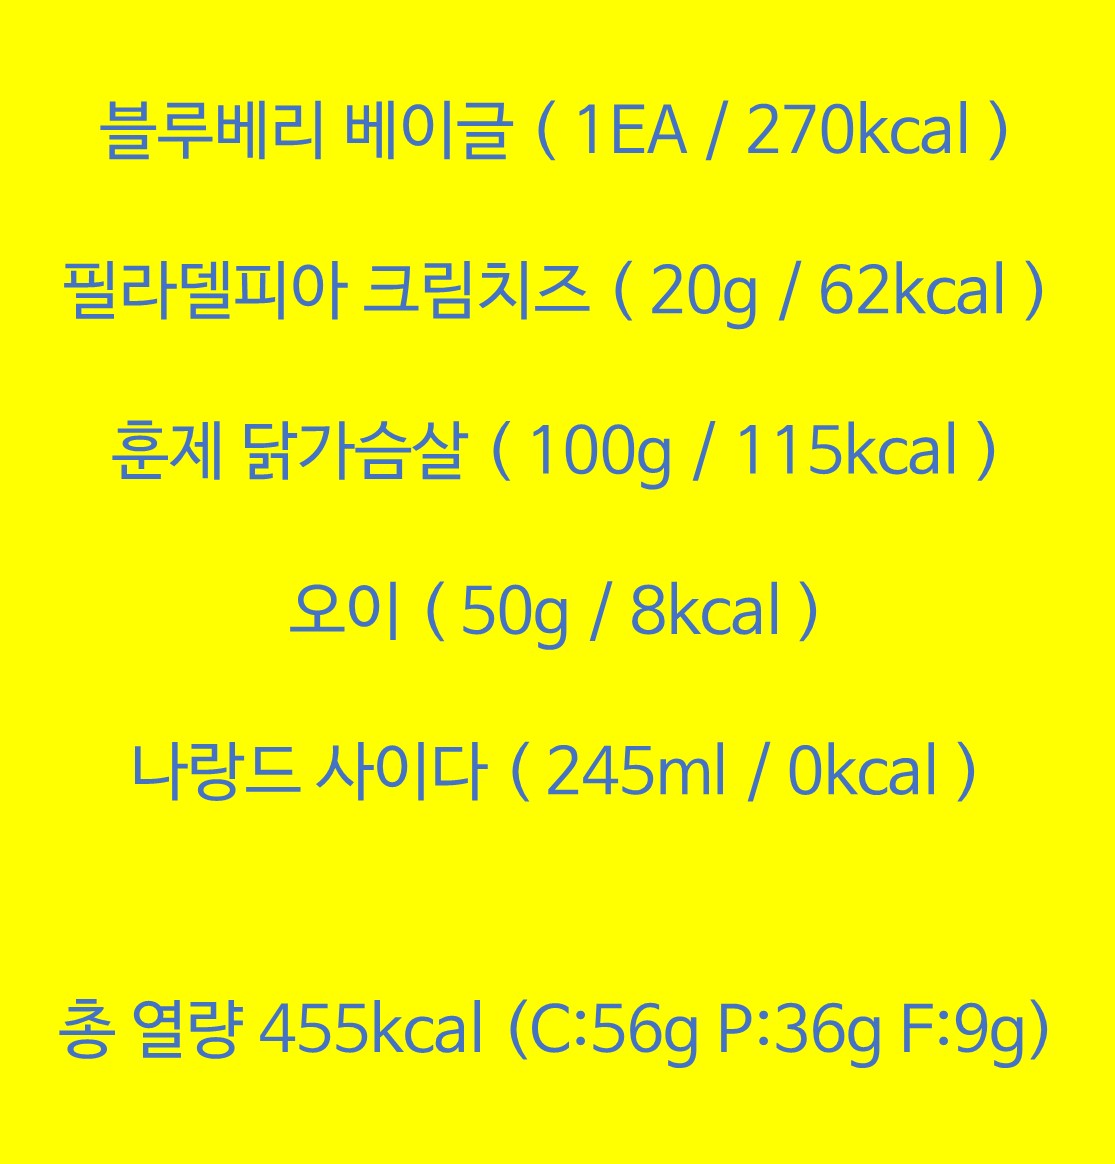 블루베리 베이글 ( 1EA / 270kcal )
필라델피아 크림치즈 ( 20g / 62kcal )
훈제 닭가슴살 ( 100g / 115kcal )
오이 ( 50g / 8kcal )
나랑드 사이다 ( 245ml / 0kcal )
총 열량 455kcal (C:56g P:36g F:9g)